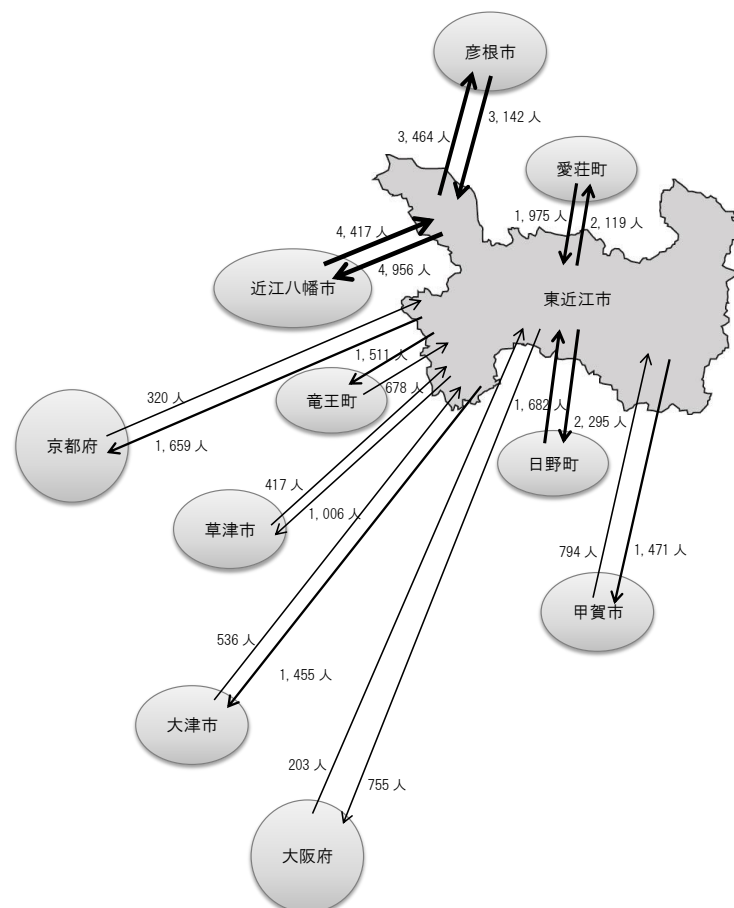 彦根市
3,142 人
3,464 人
愛荘町
1,975 人
2,119 人
4,417 人
4,956 人
近江八幡市
東近江市
1,511 人
320 人
678 人
竜王町
1,682 人
2,295 人
京都府
1,659 人
日野町
417 人
1,006 人
草津市
794 人
1,471 人
甲賀市
536 人
1,455 人
大津市
203 人
755 人
大阪府